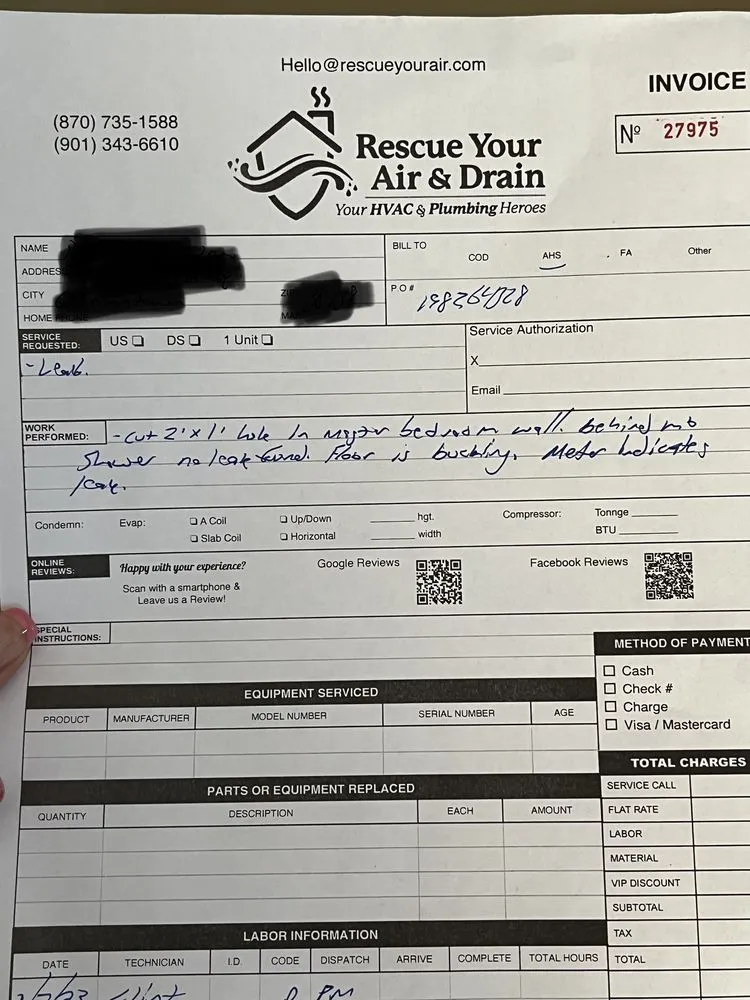 Hello@rescueyourair.com
INVOICE
(870) 735-1588
(901) 343-6610
Nº 27975
Rescue Your
Air & Drain
Your HVAC & Plumbing Heroes
NAME
BILL TO
COD AHS . FA Other
ADDRES
CITY
P.O#
HOME PHONE
SERVICE REQUESTED: US DS 1 Unit
Service Authorization
-Leak.
X
Email
WORK PERFORMED: -Cut 2'x1' hole in bedroom wall. behind
Shower no leak found. Floor is buckling. Meter Indicates
leak.
Condemn: Evap: A Coil Up/Down hgt. Compressor: Tonnge
Slab Coil Horizontal width BTU
ONLINE REVIEWS: Happy with your experience? Google Reviews Facebook Reviews
Scan with a smartphone &
Leave us a Review!
SPECIAL INSTRUCTIONS:
METHOD OF PAYMENT
Cash
Check #
Charge
Visa / Mastercard
EQUIPMENT SERVICED
PRODUCT MANUFACTURER MODEL NUMBER SERIAL NUMBER AGE
TOTAL CHARGES
SERVICE CALL
PARTS OR EQUIPMENT REPLACED
QUANTITY DESCRIPTION EACH AMOUNT
FLAT RATE
LABOR
MATERIAL
VIP DISCOUNT
SUBTOTAL
TAX
LABOR INFORMATION
DATE TECHNICIAN I.D. CODE DISPATCH ARRIVE COMPLETE TOTAL HOURS
TOTAL
PM